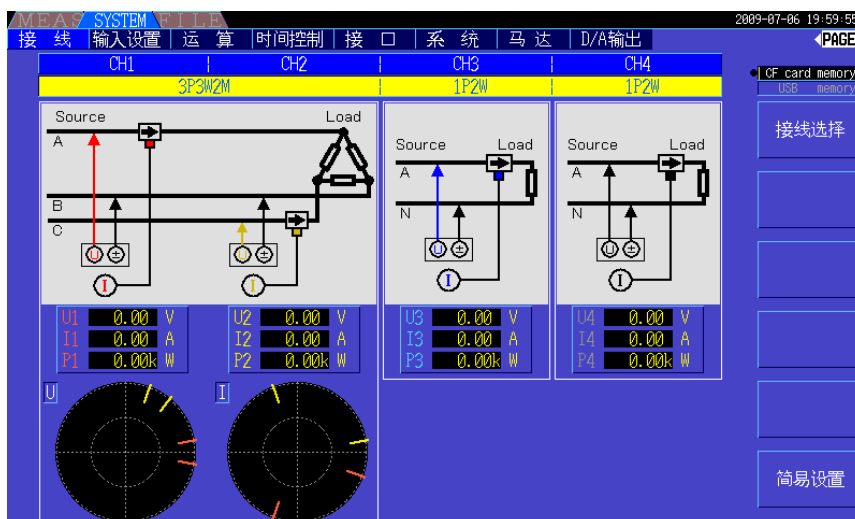 MEAS SYSTEM FILE 2009-07-06 19:59:55
接 线 输入设置 运 算 时间控制 接 口 系 统 马 达 D/A输出 PAGE
CH1 CH2 CH3 CH4
3P3W2M 1P2W 1P2W
CF card memory
USB memory
接线选择
Source Load
A
B
C
U ± U ±
I I
Source Load
A
N
U ±
I
Source Load
A
N
U ±
I
U1 0.00 V U2 0.00 V U3 0.00 V U4 0.00 V
I1 0.00 A I2 0.00 A I3 0.00 A I4 0.00 A
P1 0.00k W P2 0.00k W P3 0.00k W P4 0.00k W
U I
简易设置